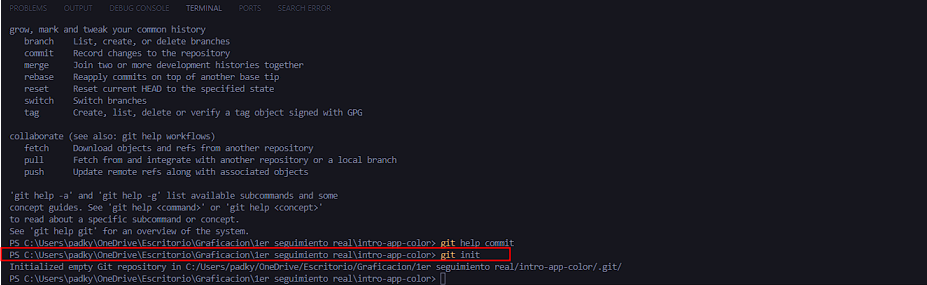 PROBLEMS OUTPUT DEBUG CONSOLE TERMINAL PORTS SEARCH ERROR
grow, mark and tweak your common history
branch List, create, or delete branches
commit Record changes to the repository
merge Join two or more development histories together
rebase Reapply commits on top of another base tip
reset Reset current HEAD to the specified state
switch Switch branches
tag Create, list, delete or verify a tag object signed with GPG
collaborate (see also: git help workflows)
fetch Download objects and refs from another repository
pull Fetch from and integrate with another repository or a local branch
push Update remote refs along with associated objects
'git help -a' and 'git help -g' list available subcommands and some
concept guides. See 'git help <command>' or 'git help <concept>'
to read about a specific subcommand or concept.
See 'git help git' for an overview of the system.
PS C:\Users\padky\OneDrive\Escritorio\Graficacion\1er seguimiento real\intro-app-color> git help commit
PS C:\Users\padky\OneDrive\Escritorio\Graficacion\1er seguimiento real\intro-app-color> git init
Initialized empty Git repository in C:/Users/padky/OneDrive/Escritorio/Graficacion/1er seguimiento real/intro-app-color/.git/
PS C:\Users\padky\OneDrive\Escritorio\Graficacion\1er seguimiento real\intro-app-color>